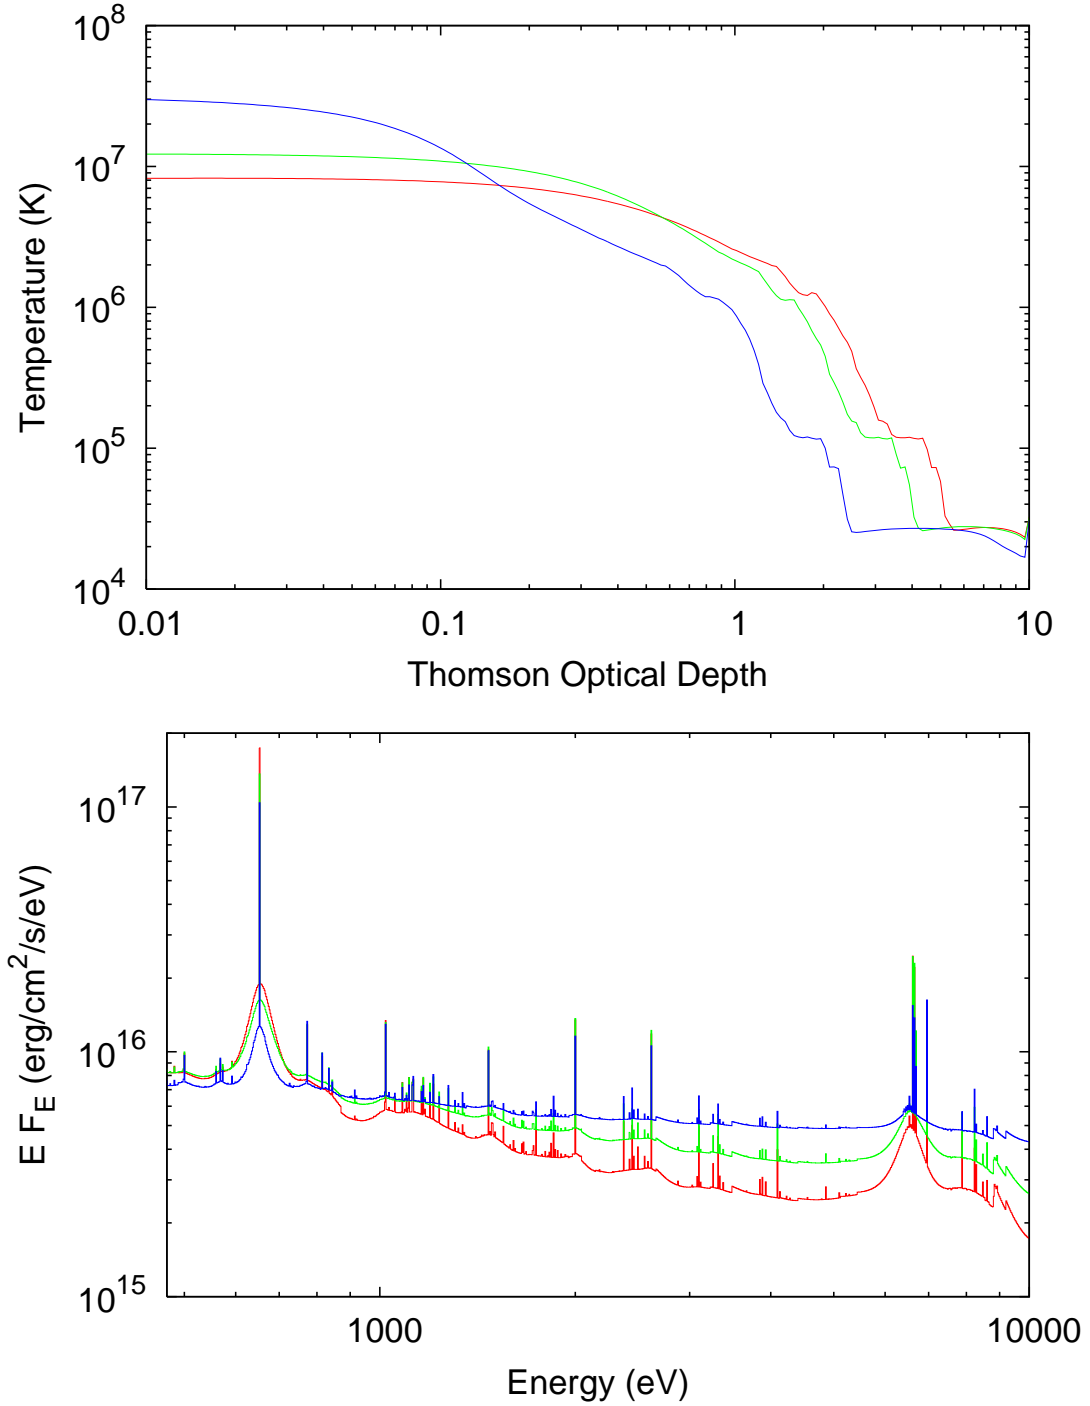 10^8
10^7
10^6
10^5
10^4
Temperature (K)
0.01 0.1 1 10
Thomson Optical Depth
10^17
10^16
10^15
E F_E (erg/cm^2/s/eV)
1000 10000
Energy (eV)